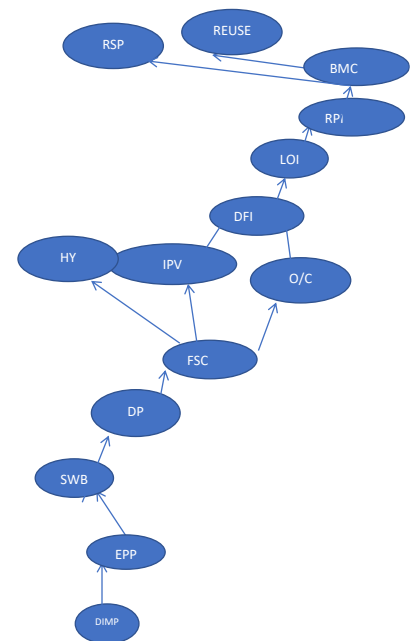 REUSE
RSP
BMC
RPI
LOI
DFI
HY
IPV
O/C
FSC
DP
SWB
EPP
DIMP